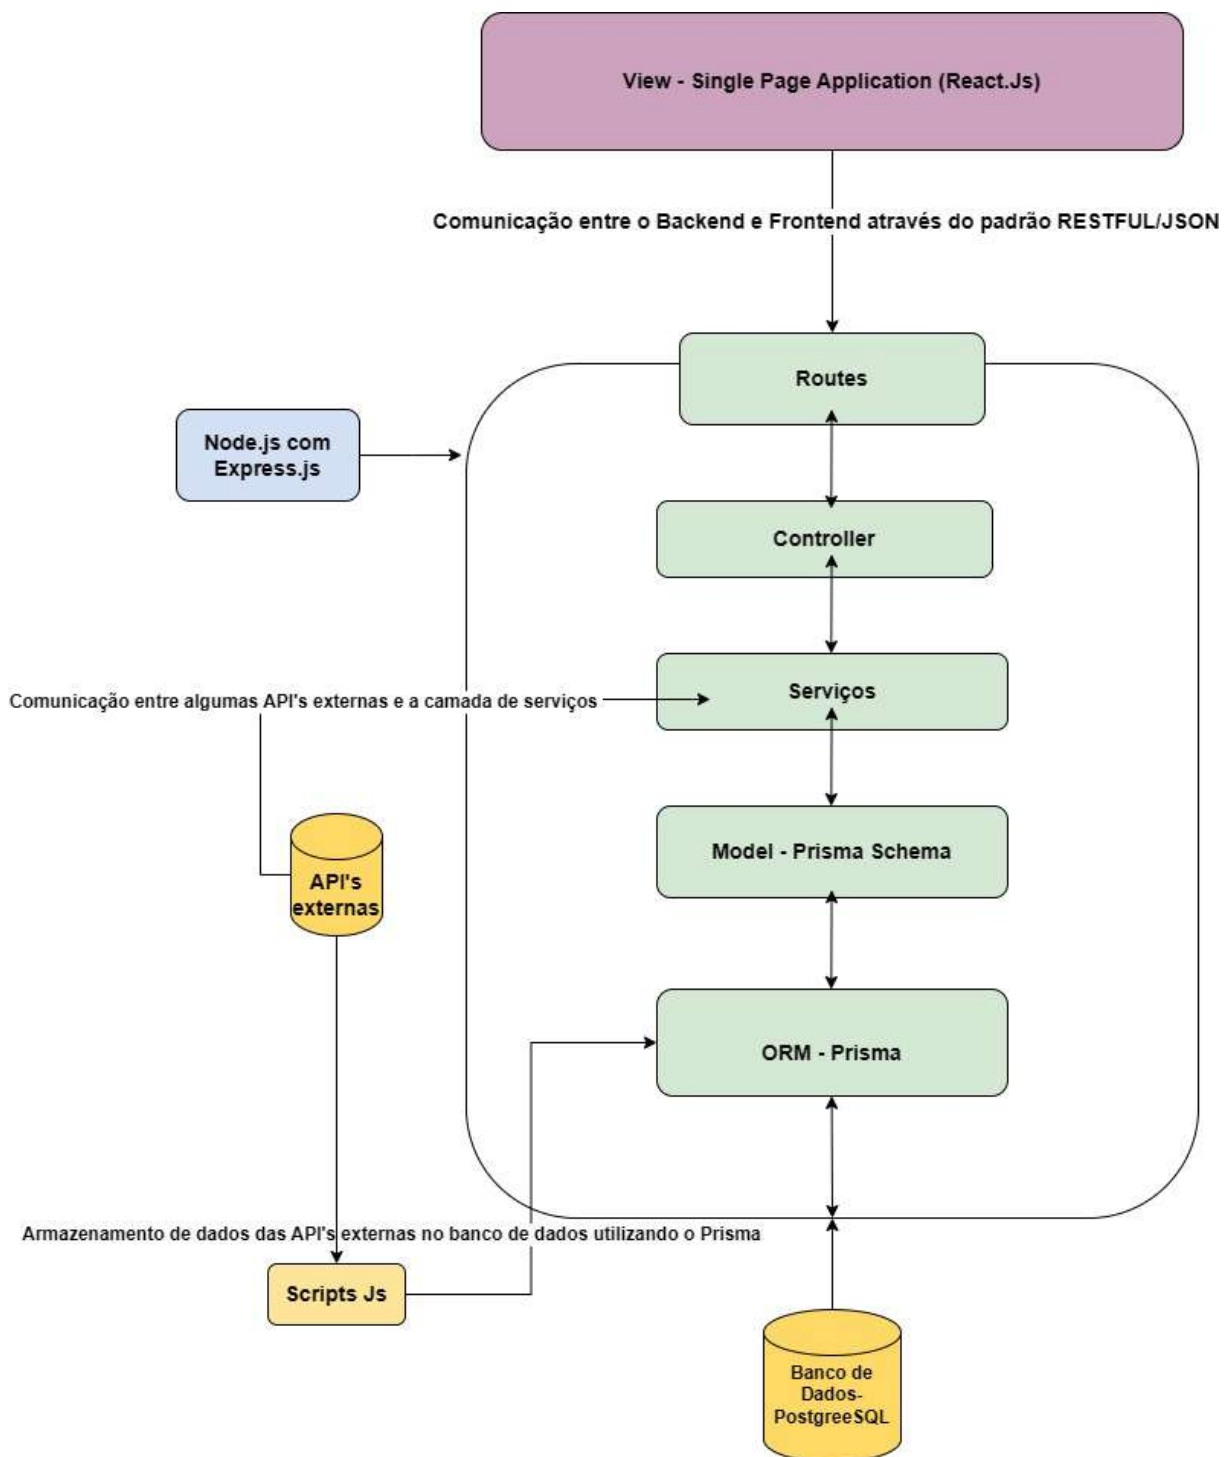 View - Single Page Application (React.Js)
Comunicação entre o Backend e Frontend através do padrão RESTFUL/JSON
Routes
Node.js com
Express.js
Controller
Serviços
Comunicação entre algumas API's externas e a camada de serviços
Model - Prisma Schema
API's
externas
ORM - Prisma
Armazenamento de dados das API's externas no banco de dados utilizando o Prisma
Scripts Js
Banco de
Dados-
PostgreeSQL